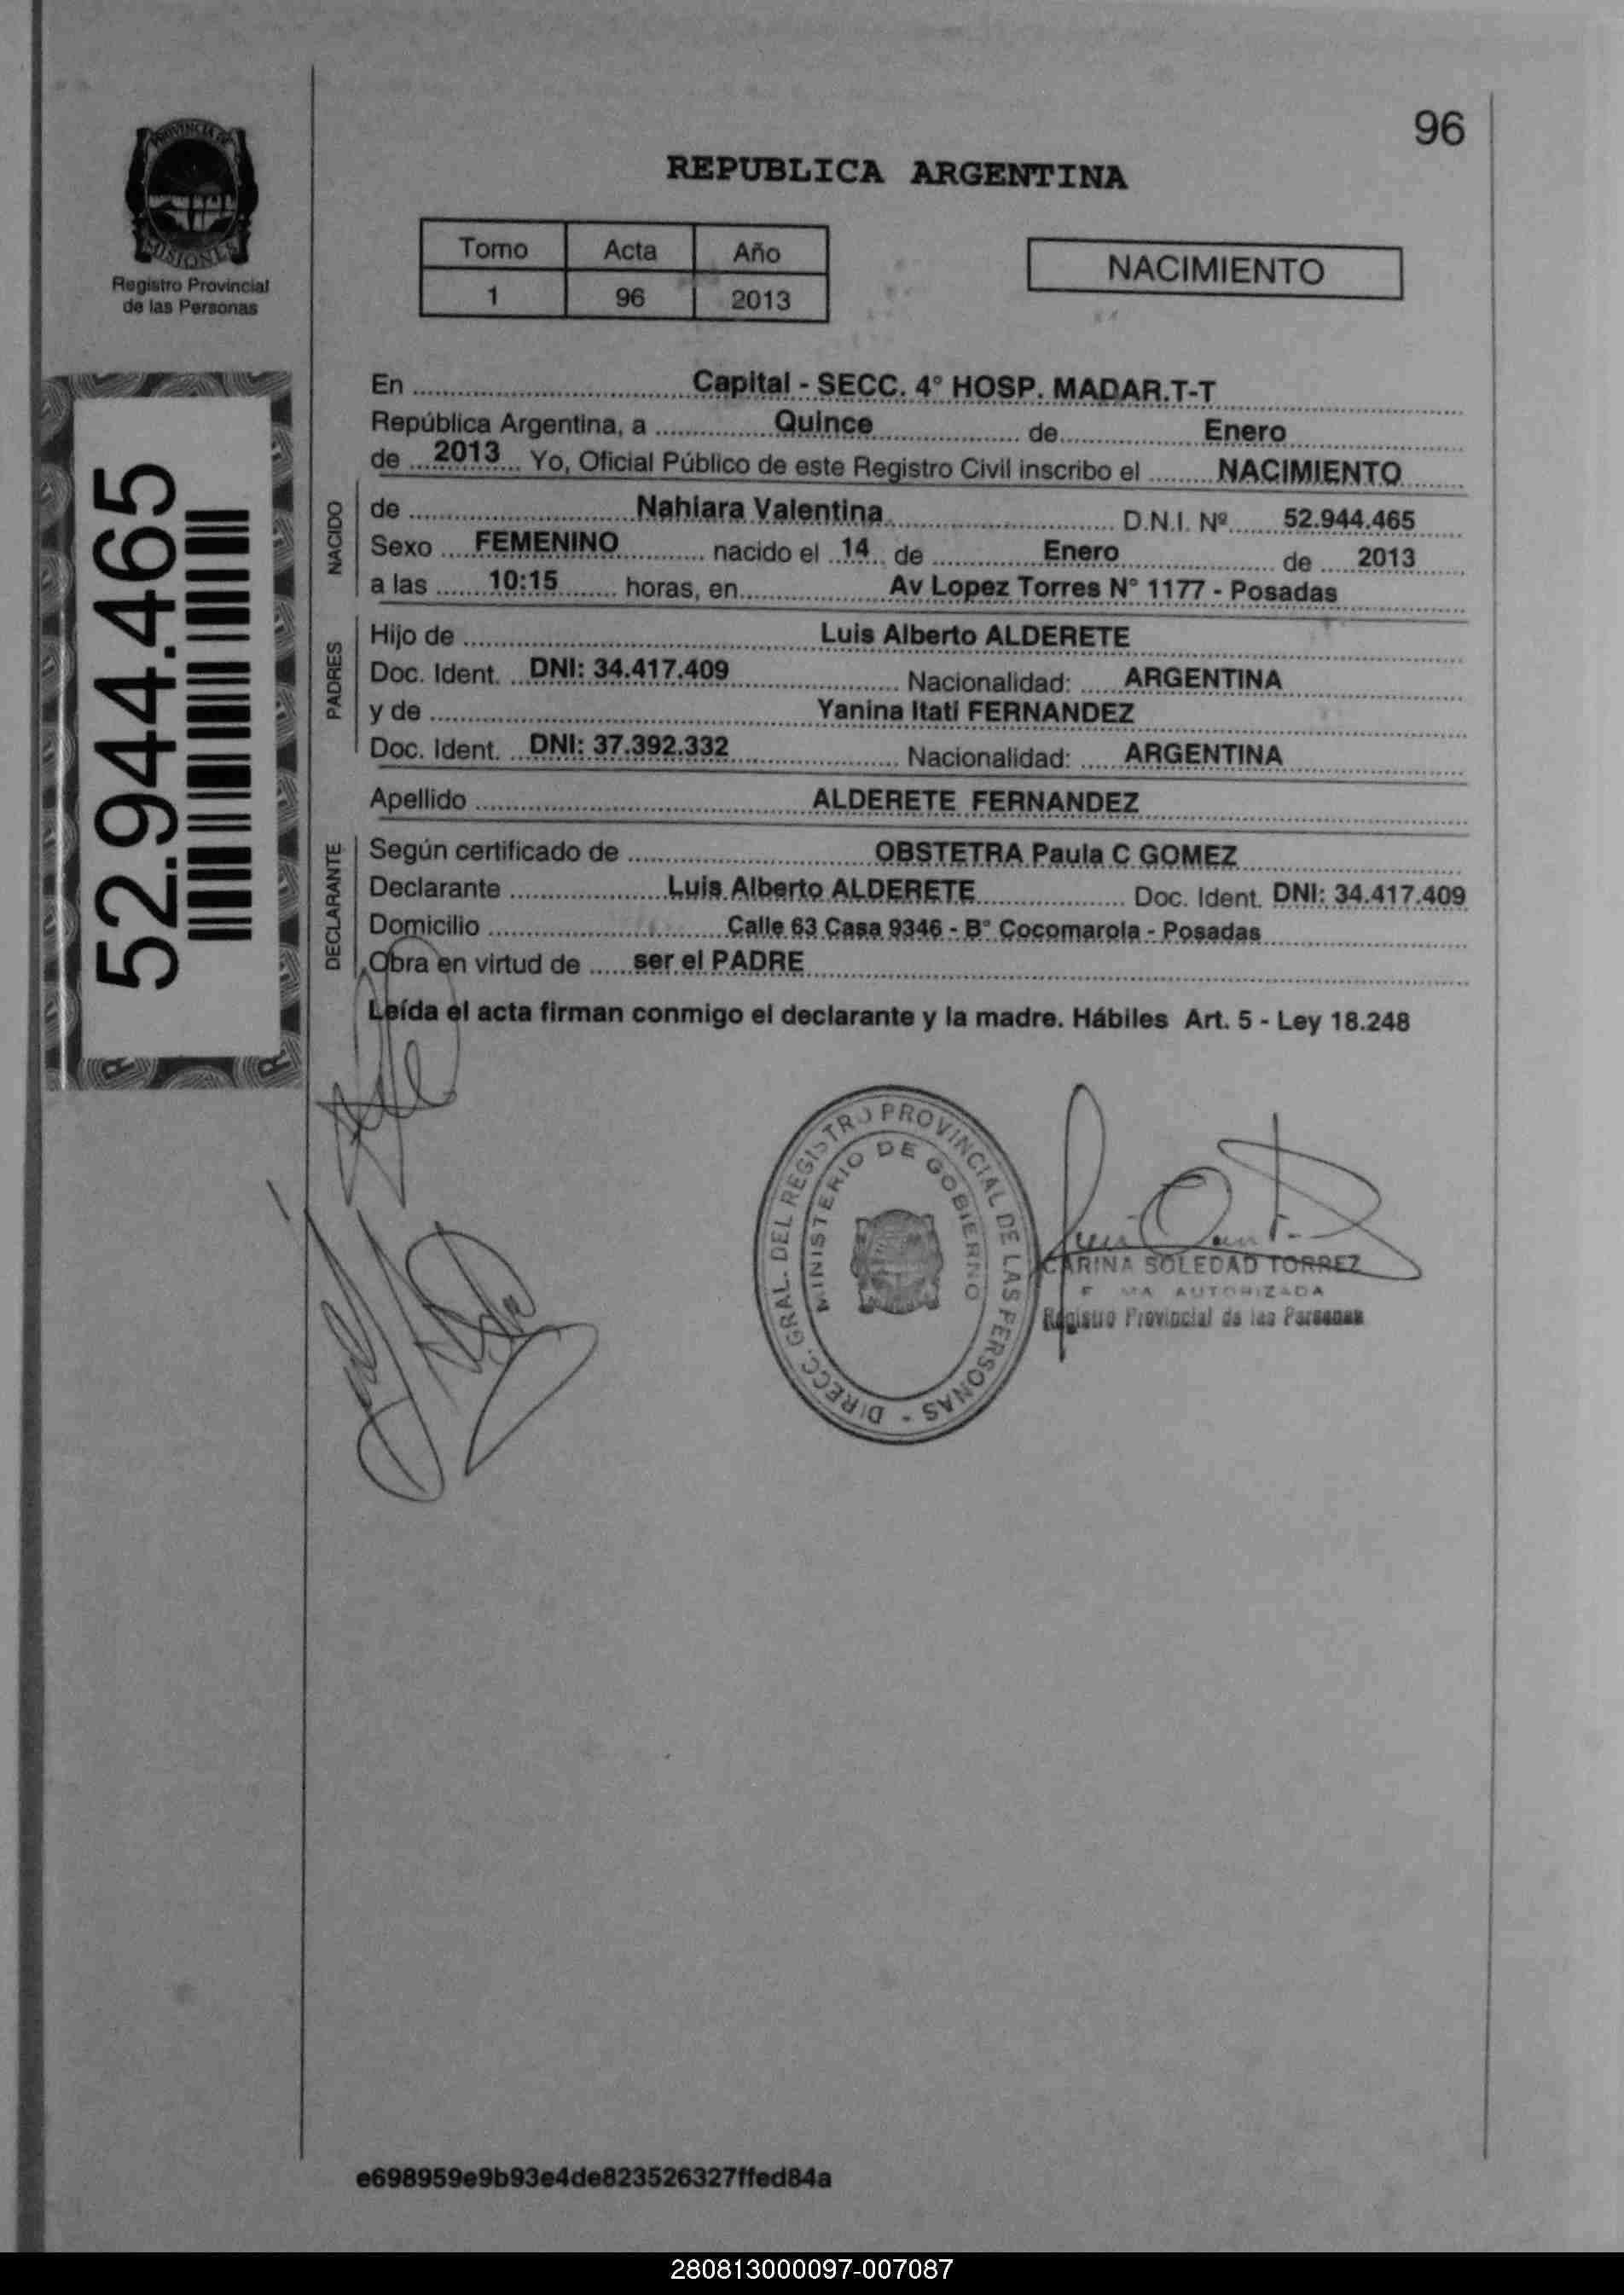 96
PROVINCIA DE
MISIONES
Registro Provincial
de las Personas
REPUBLICA ARGENTINA
Tomo Acta Año
1 96 2013
NACIMIENTO
52.944.465
En Capital - SECC. 4° HOSP. MADAR.T-T
República Argentina, a Quince de Enero
de 2013 Yo, Oficial Público de este Registro Civil inscribo el NACIMIENTO
NACIDO
de Nahiara Valentina D.N.I. Nº 52.944.465
Sexo FEMENINO nacido el 14 de Enero de 2013
a las 10:15 horas, en Av Lopez Torres N° 1177 - Posadas
PADRES
Hijo de Luis Alberto ALDERETE
Doc. Ident. DNI: 34.417.409 Nacionalidad: ARGENTINA
y de Yanina Itati FERNANDEZ
Doc. Ident. DNI: 37.392.332 Nacionalidad: ARGENTINA
Apellido ALDERETE FERNANDEZ
DECLARANTE
Según certificado de OBSTETRA Paula C GOMEZ
Declarante Luis Alberto ALDERETE Doc. Ident. DNI: 34.417.409
Domicilio Calle 63 Casa 9346 - B° Cocomarola - Posadas
Obra en virtud de ser el PADRE
Leída el acta firman conmigo el declarante y la madre. Hábiles Art. 5 - Ley 18.248
DIRECC. GRAL. DEL REGISTRO PROVINCIAL DE LAS PERSONAS -
MINISTERIO DE GOBIERNO
CARINA SOLEDAD TORREZ
AUTORIZADA
Registro Provincial de las Personas
e698959e9b93e4de823526327ffed84a
280813000097-007087